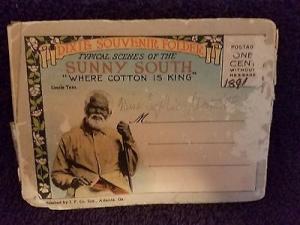 DIXIE SOUVENIR FOLDER
TYPICAL SCENES OF THE
SUNNY SOUTH
"WHERE COTTON IS KING"
POSTAGE
ONE
CENT
WITHOUT
MESSAGE
1891
Uncle Tom.
M